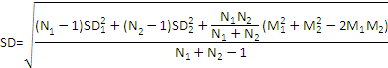 SD=√(((N₁ −1)SD₁² +(N₂ −1)SD₂² + (N₁N₂)/(N₁ + N₂) (M₁² +M₂² −2M₁M₂))/(N₁ + N₂ −1))